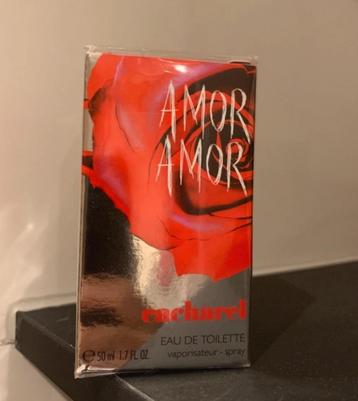 AMOR
AMOR
cacharel
EAU DE TOILETTE
vaporisateur - spray
℮ 50 ml 1.7 FL. OZ.